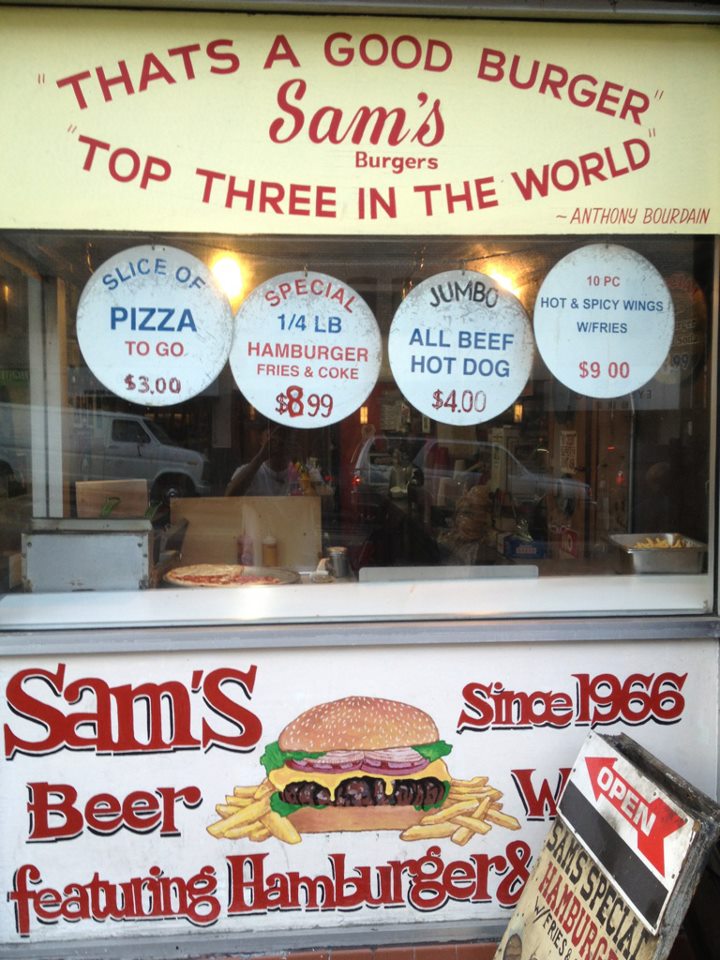 "THATS A GOOD BURGER"
Sam's
Burgers
"TOP THREE IN THE WORLD"
~ ANTHONY BOURDAIN
SLICE OF
PIZZA
TO GO
$3.00
SPECIAL
1/4 LB
HAMBURGER
FRIES & COKE
$8 99
JUMBO
ALL BEEF
HOT DOG
$4.00
10 PC
HOT & SPICY WINGS
W/FRIES
$9 00
Sam's
Since 1966
Beer W
featuring Hamburger&
OPEN
SAMS SPECIAL
HAMBURG
W/FRIES &